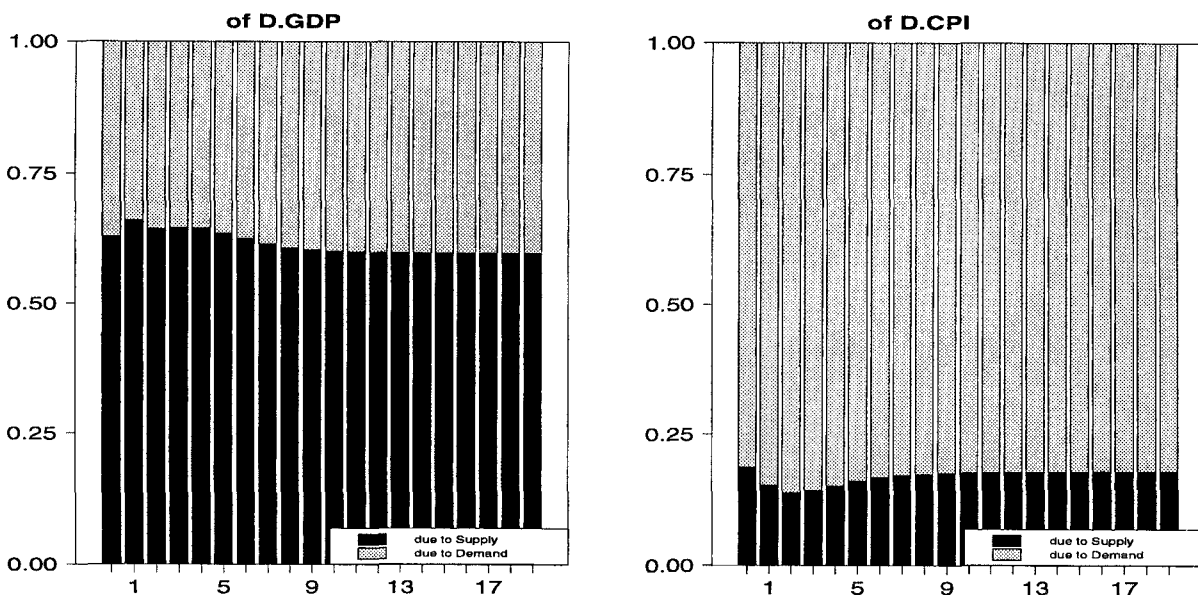 of D.GDP
1.00
0.75
0.50
0.25
0.00
due to Supply
due to Demand
1 5 9 13 17
of D.CPI
1.00
0.75
0.50
0.25
0.00
due to Supply
due to Demand
1 5 9 13 17